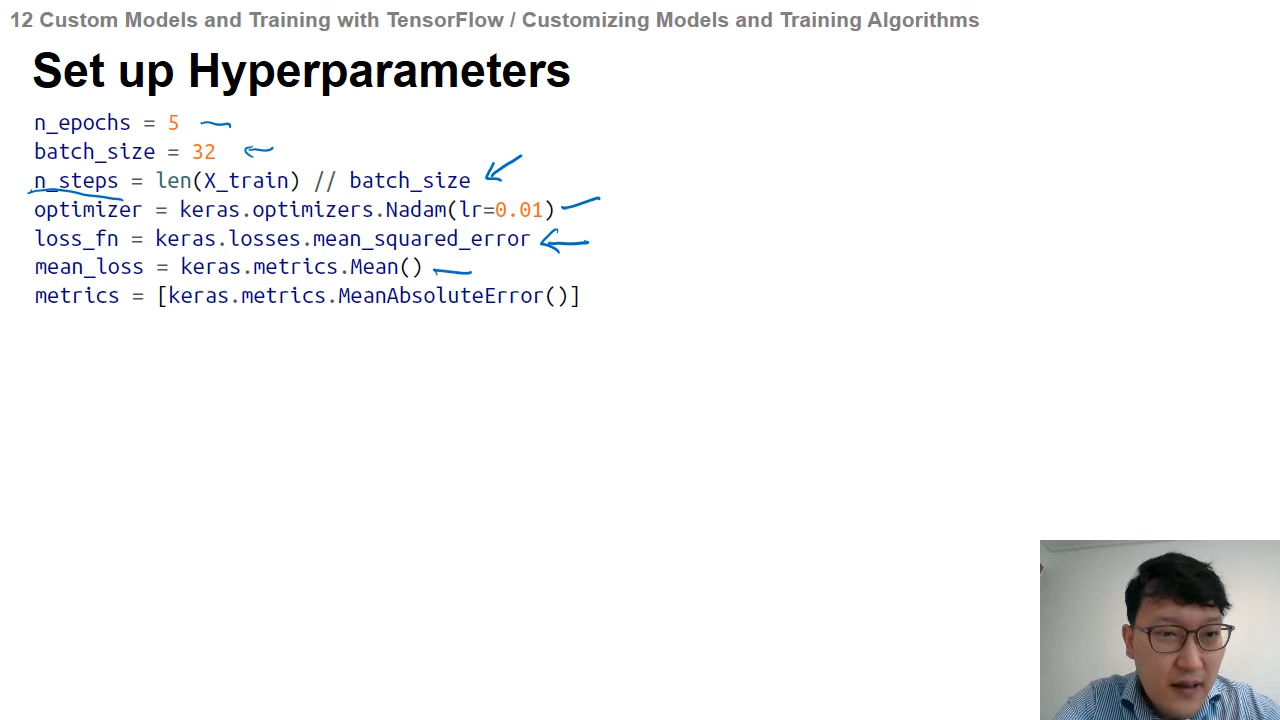 12 Custom Models and Training with TensorFlow / Customizing Models and Training Algorithms
Set up Hyperparameters
n_epochs = 5
batch_size = 32
n_steps = len(X_train) // batch_size
optimizer = keras.optimizers.Nadam(lr=0.01)
loss_fn = keras.losses.mean_squared_error
mean_loss = keras.metrics.Mean()
metrics = [keras.metrics.MeanAbsoluteError()]